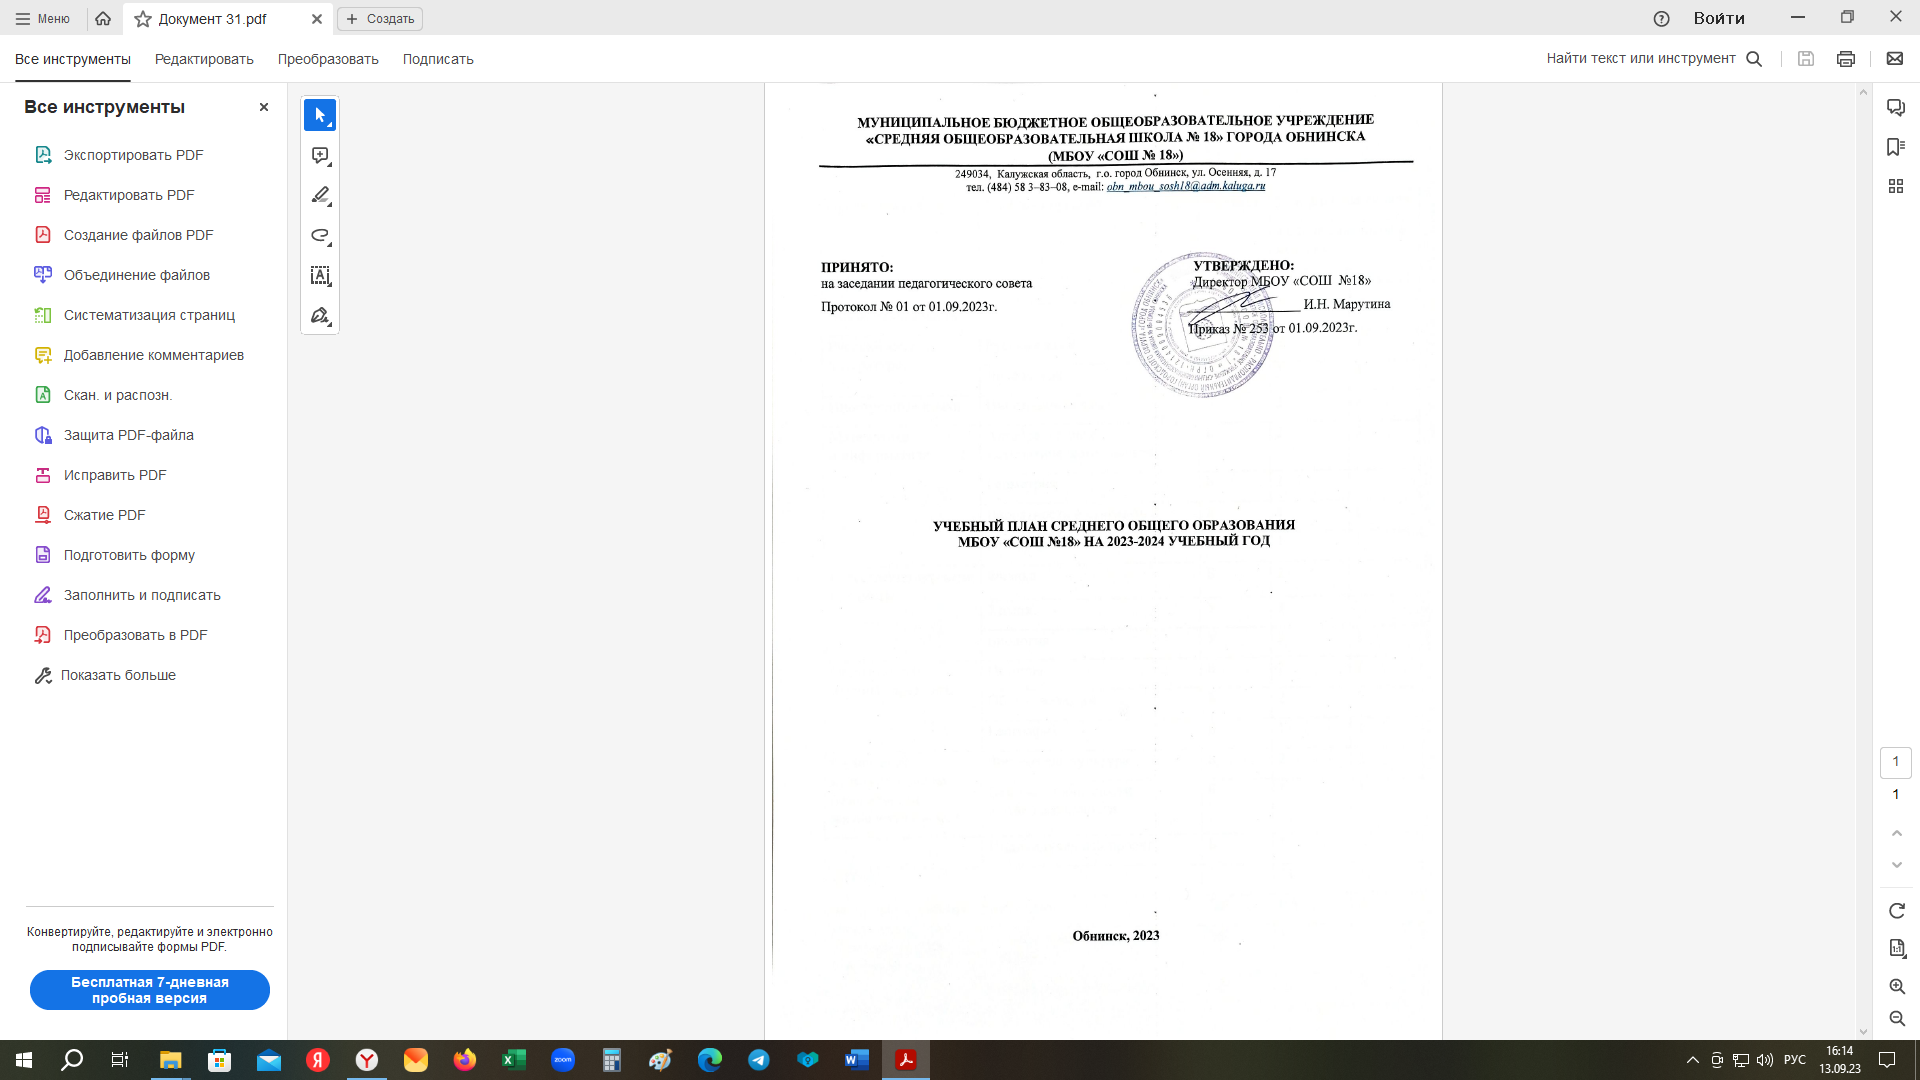 Меню
Документ 31.pdf
Создать
Войти
Все инструменты
Редактировать
Преобразовать
Подписать
Найти текст или инструмент
Все инструменты
Экспортировать PDF
Редактировать PDF
Создание файлов PDF
Объединение файлов
Систематизация страниц
Добавление комментариев
Скан. и распозн.
Защита PDF-файла
Исправить PDF
Сжатие PDF
Подготовить форму
Заполнить и подписать
Преобразовать в PDF
Показать больше
Конвертируйте, редактируйте и электронно
подписывайте формы PDF.
Бесплатная 7-дневная
пробная версия
МУНИЦИПАЛЬНОЕ БЮДЖЕТНОЕ ОБЩЕОБРАЗОВАТЕЛЬНОЕ УЧРЕЖДЕНИЕ
«СРЕДНЯЯ ОБЩЕОБРАЗОВАТЕЛЬНАЯ ШКОЛА № 18» ГОРОДА ОБНИНСКА
(МБОУ «СОШ № 18»)
249034, Калужская область, г.о. город Обнинск, ул. Осенняя, д. 17
тел. (484) 58 3–83–08, e-mail: obn_mbou_sosh18@adm.kaluga.ru
ПРИНЯТО:
на заседании педагогического совета
Протокол № 01 от 01.09.2023г.
УТВЕРЖДЕНО:
Директор МБОУ «СОШ №18»
И.Н. Марутина
Приказ № 253 от 01.09.2023г.
УЧЕБНЫЙ ПЛАН СРЕДНЕГО ОБЩЕГО ОБРАЗОВАНИЯ
МБОУ «СОШ №18» НА 2023-2024 УЧЕБНЫЙ ГОД
Обнинск, 2023
1
1
1:1
zoom
РУС
16:14
13.09.23